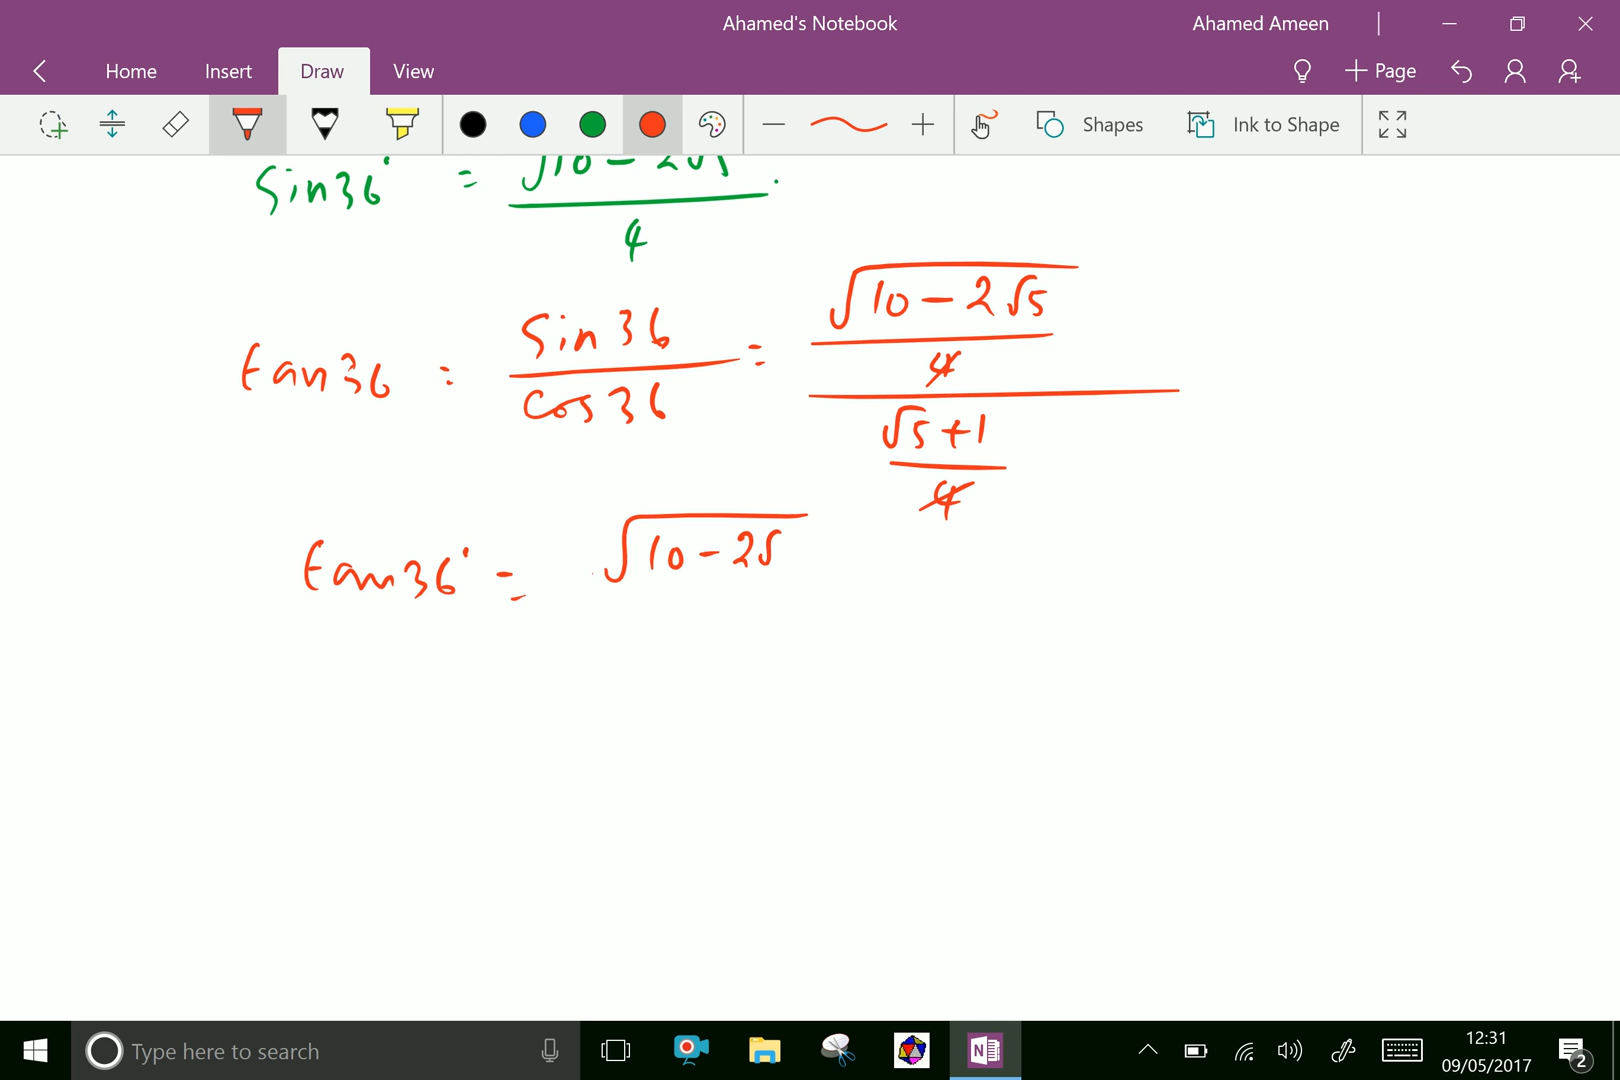 Ahamed's Notebook Ahamed Ameen
Home Insert Draw View + Page
Shapes Ink to Shape
Sin36° = √10 - 2√5 / 4
tan36 = Sin36 / cos36 = √10 - 2√5 / 4 / √5 + 1 / 4
tan36° = √10 - 2√
Type here to search
N
12:31
09/05/2017
2